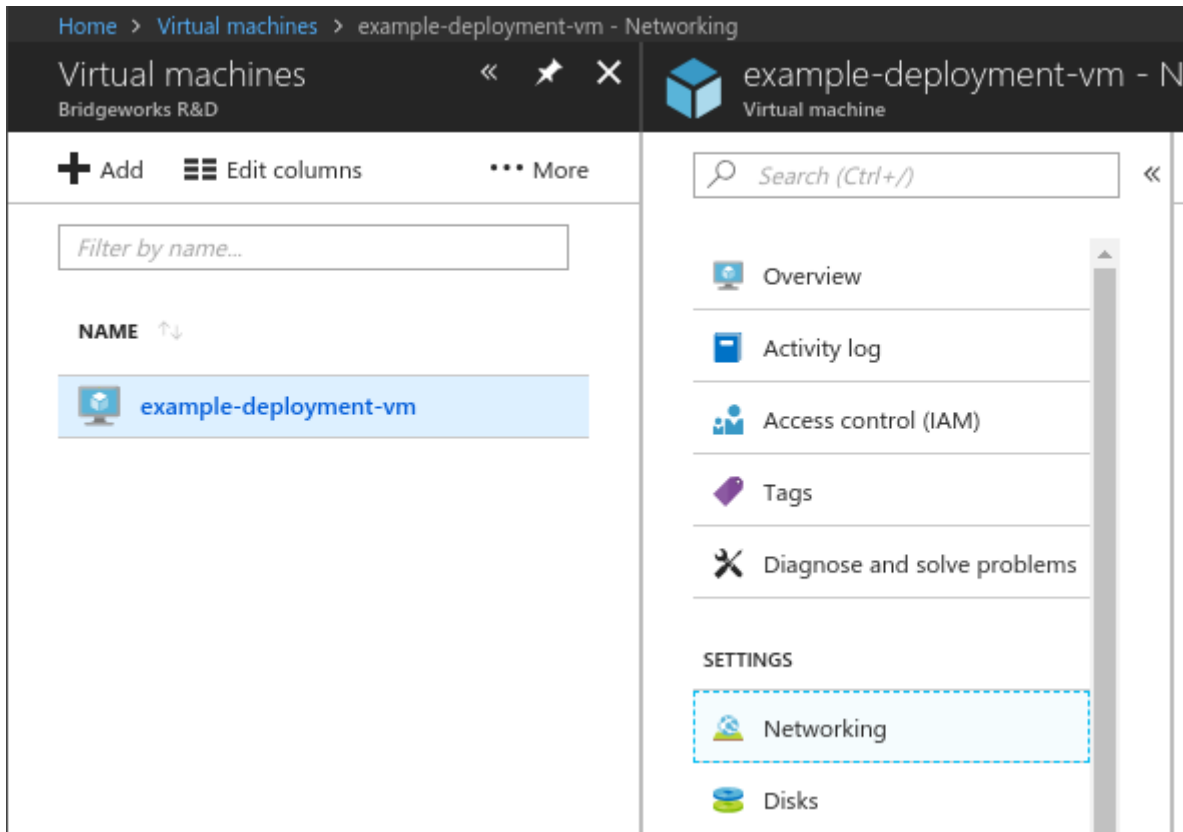 Home > Virtual machines > example-deployment-vm - Networking
Virtual machines
Bridgeworks R&D
Add
Edit columns
More
Filter by name...
NAME
example-deployment-vm
example-deployment-vm - N
Virtual machine
Search (Ctrl+/)
Overview
Activity log
Access control (IAM)
Tags
Diagnose and solve problems
SETTINGS
Networking
Disks